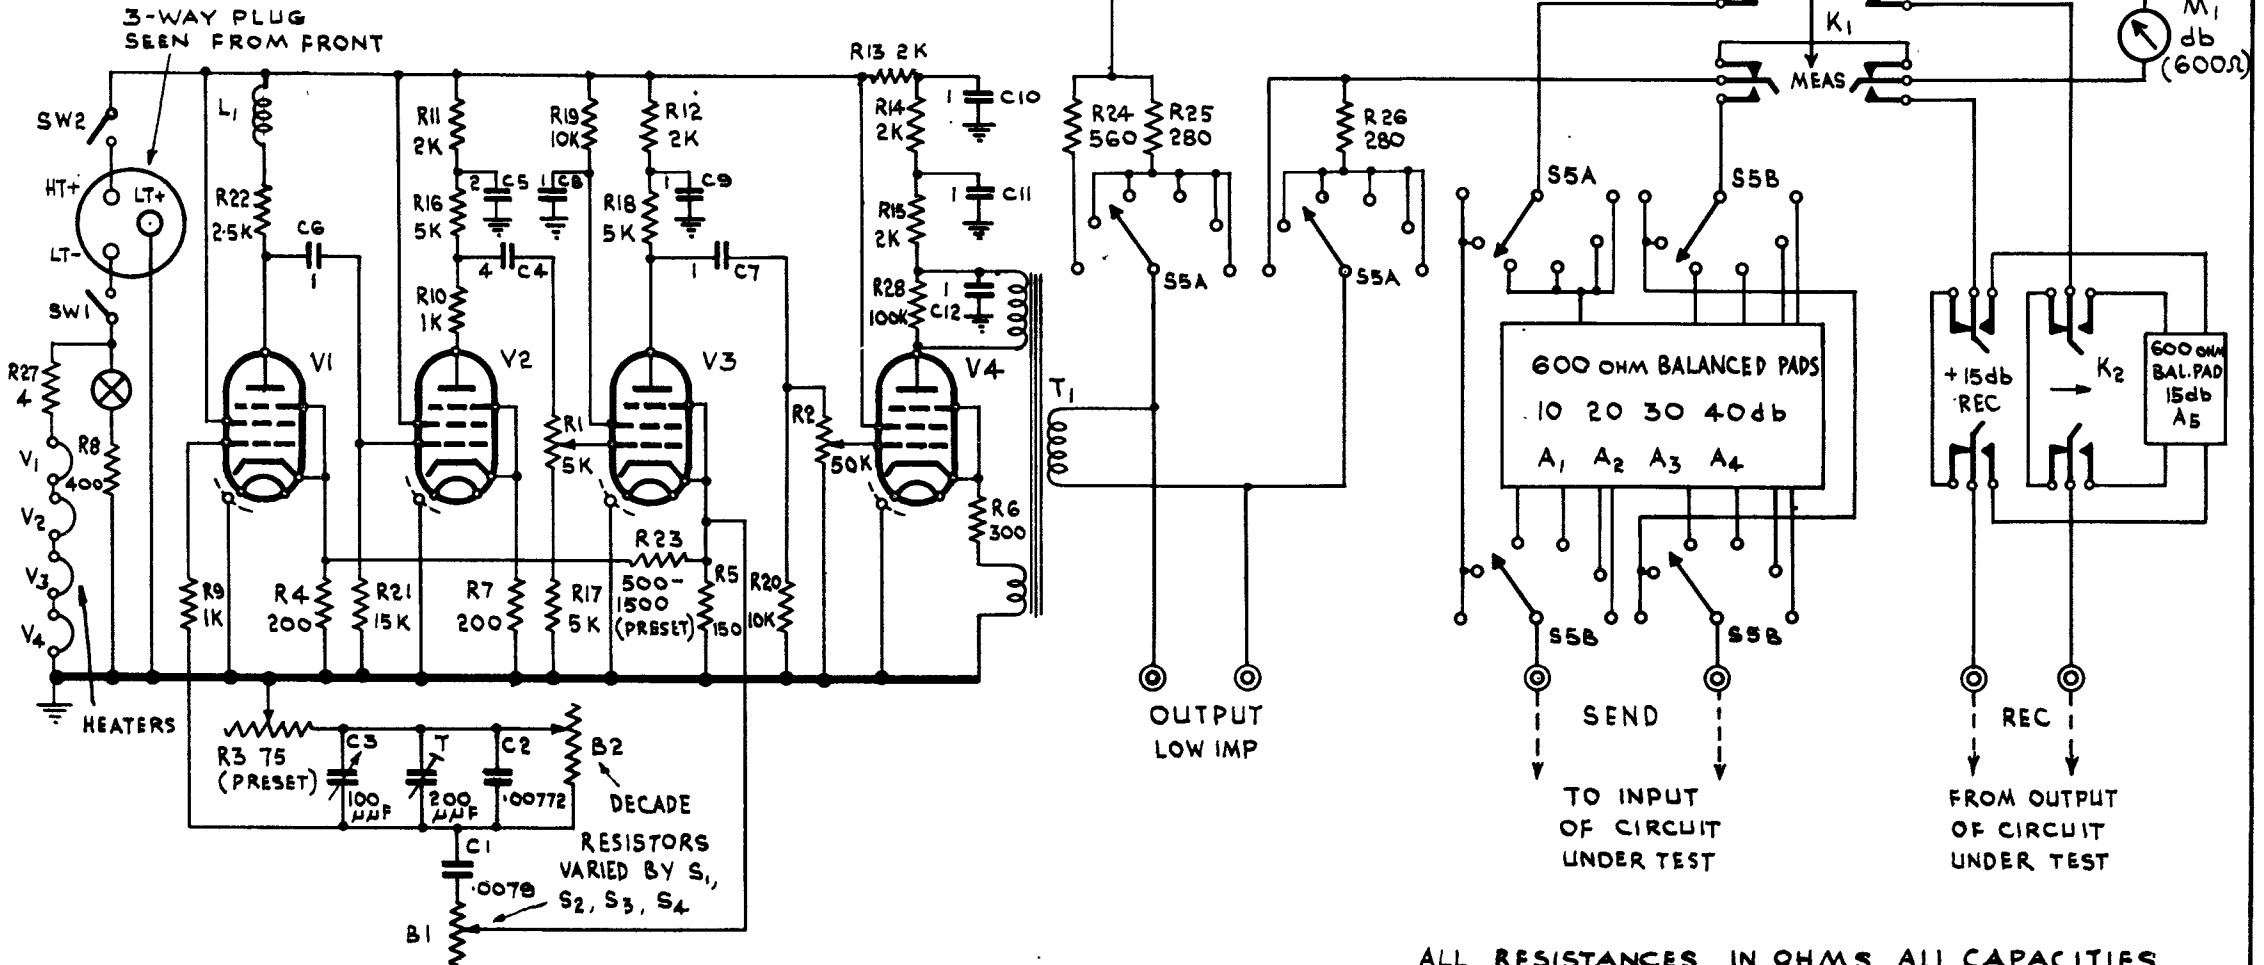 3-WAY PLUG
SEEN FROM FRONT
R13 2K
K1
M1
db
(600Ω)
MEAS
SW2
L1
R11
2K
R19
10K
R12
2K
R14
2K
1
C10
R24
560
R25
280
R26
280
HT+
LT+
LT-
R22
2.5K
C6
1
R16
5K
2
C5
1
C8
R18
5K
1
C9
R15
2K
1
C11
S5A
S5B
4
C4
1
C7
S5A
S5A
SW1
R10
1K
R28
100K
1
C12
R27
4
V1
V2
V3
V4
T1
600 OHM BALANCED PADS
10 20 30 40db
A1 A2 A3 A4
+15db
REC
K2
600 OHM
BAL.PAD
15db
A5
V1
R8
400
R1
5K
R2
50K
V2
R6
300
V3
R23
500-
1500
(PRESET)
R9
1K
R4
200
R21
15K
R7
200
R17
5K
R5
150
R20
10K
V4
S5B
S5B
HEATERS
OUTPUT
LOW IMP
SEND
REC
R3 75
(PRESET)
C3
100
µµF
T
200
µµF
C2
.00772
B2
DECADE
RESISTORS
VARIED BY S1,
S2, S3, S4
C1
.0078
B1
TO INPUT
OF CIRCUIT
UNDER TEST
FROM OUTPUT
OF CIRCUIT
UNDER TEST
ALL RESISTANCES IN OHMS ALL CAPACITIES